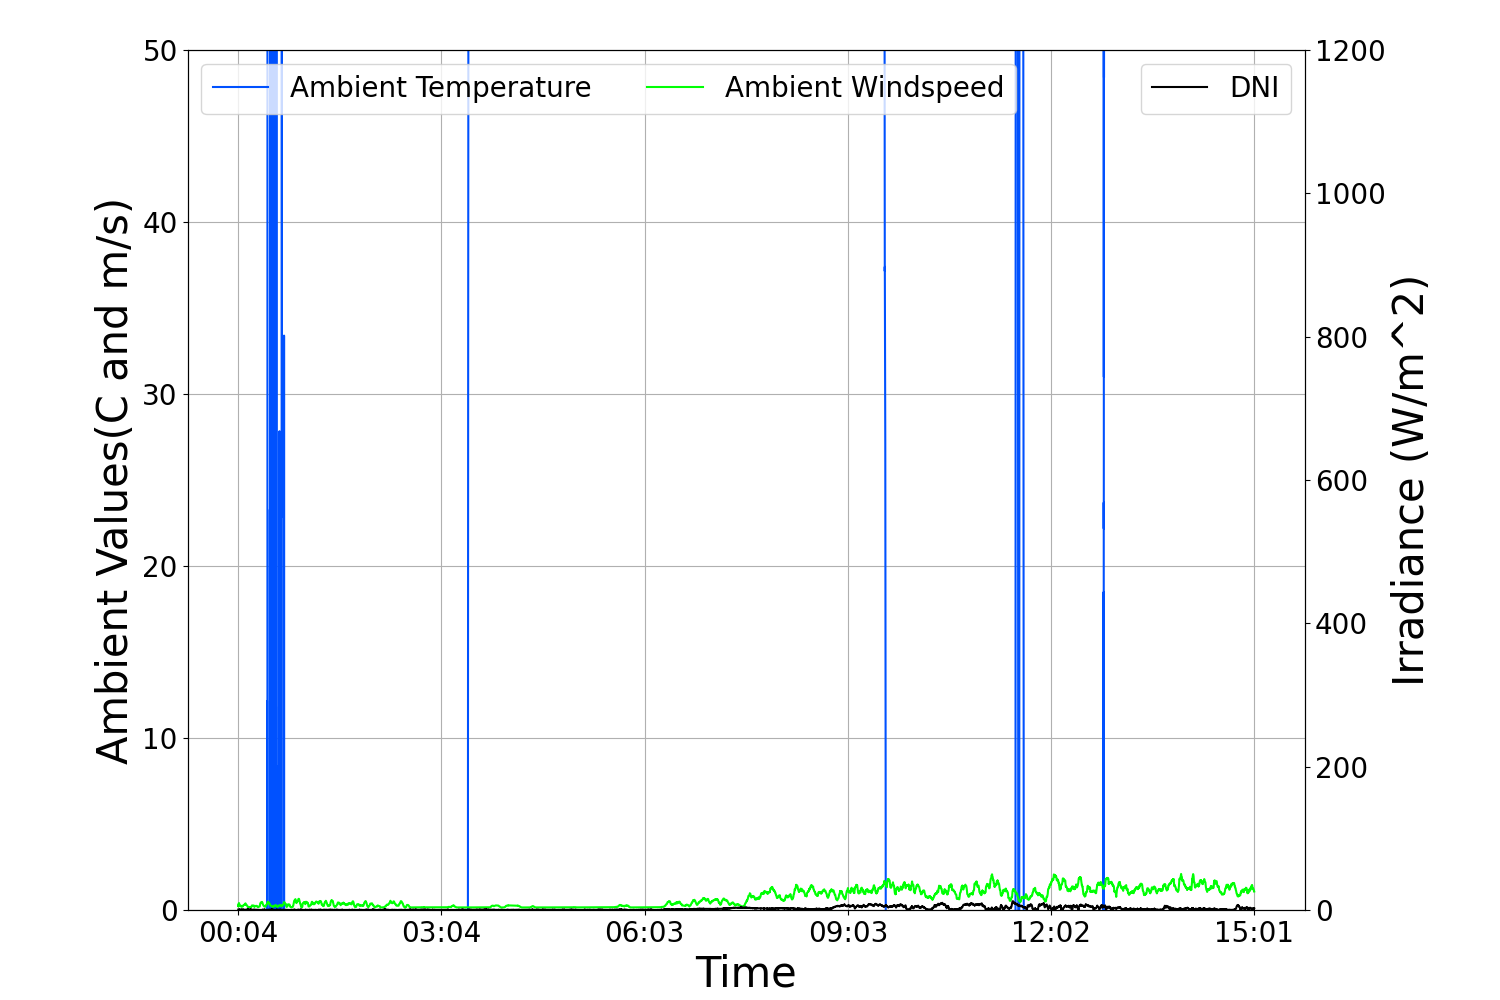 Ambient Temperature
Ambient Windspeed
DNI
Ambient Values(C and m/s)
50
40
30
20
10
0
1200
1000
800
600
400
200
0
Irradiance (W/m^2)
00:04 03:04 06:03 09:03 12:02 15:01
Time